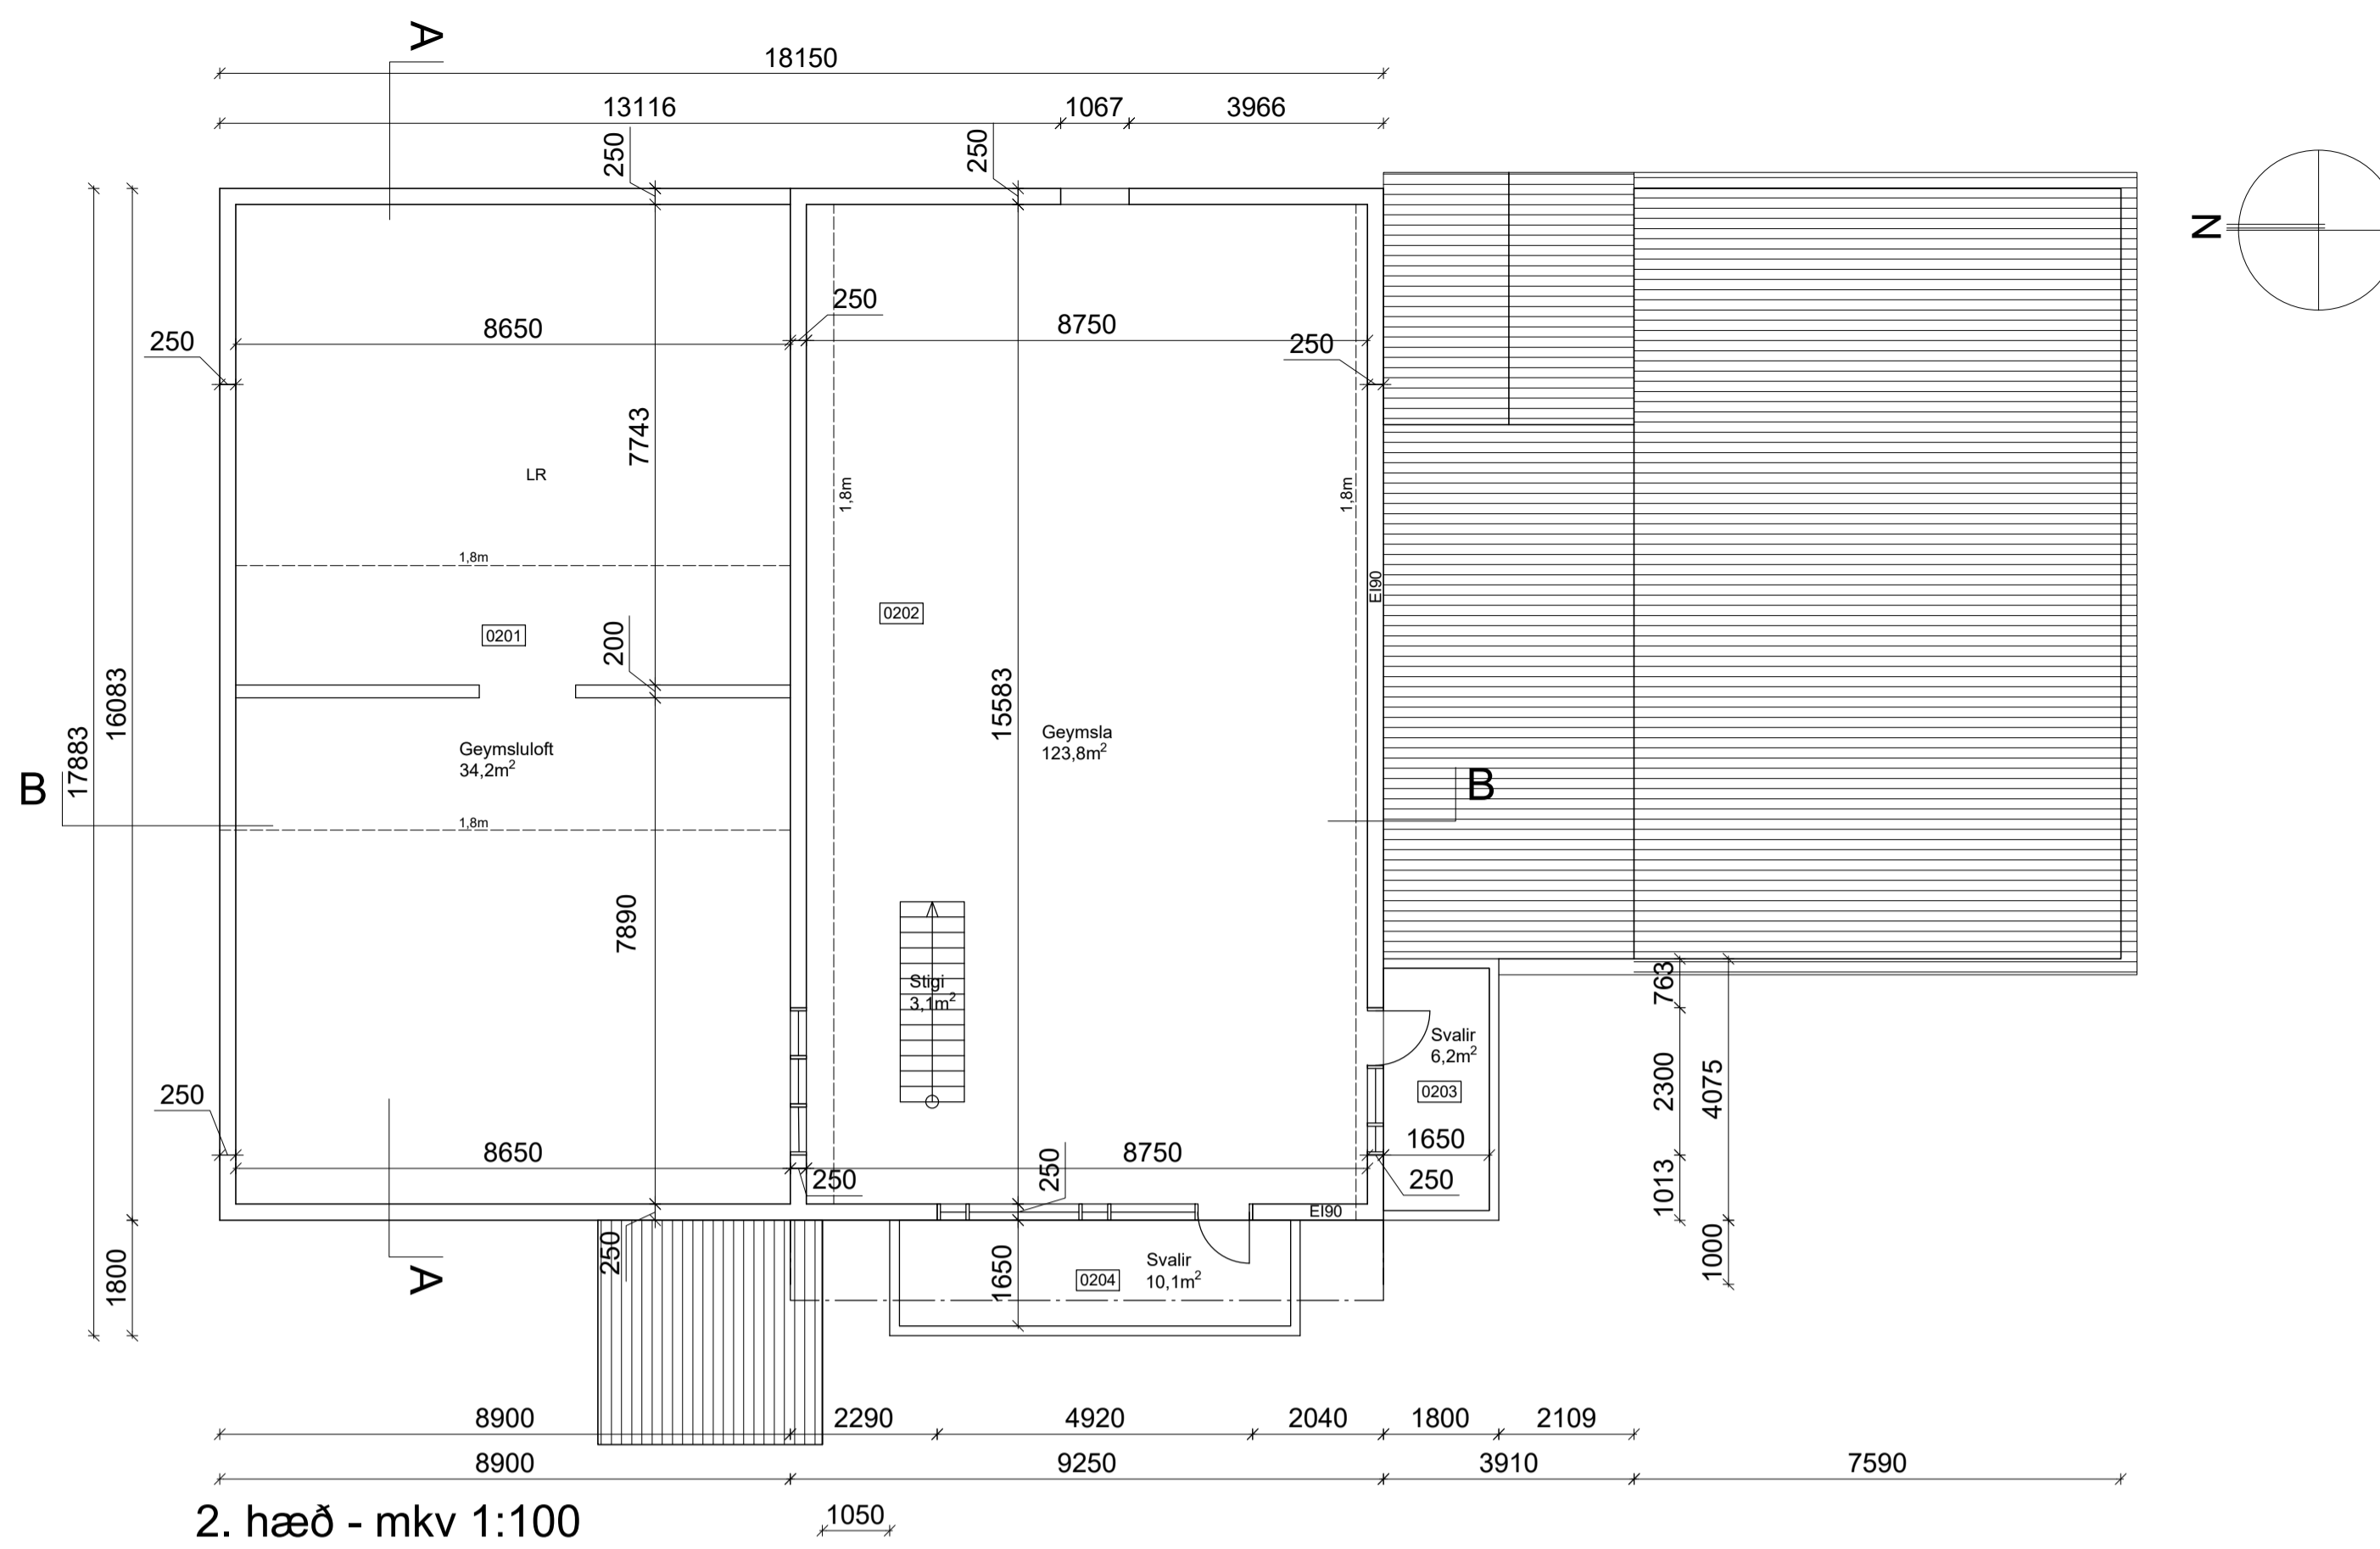 A
18150
13116 1067 3966
250
250
N
250
8650
8750
250
250
7743
LR
1,8m
1,8m
1,8m
EI90
0202
200
0201
16083
15583
17883
Geymsluloft
34,2m²
Geymsla
123,8m²
B
B
1,8m
7890
Stigi
3,1m²
763
Svalir
6,2m²
0203
2300
4075
250
8650
8750
1650
250
250
250
1013
EI90
250
A
1800
1650
Svalir
10,1m²
0204
1000
8900 2290 4920 2040 1800 2109
8900 9250 3910 7590
2. hæð - mkv 1:100
1050